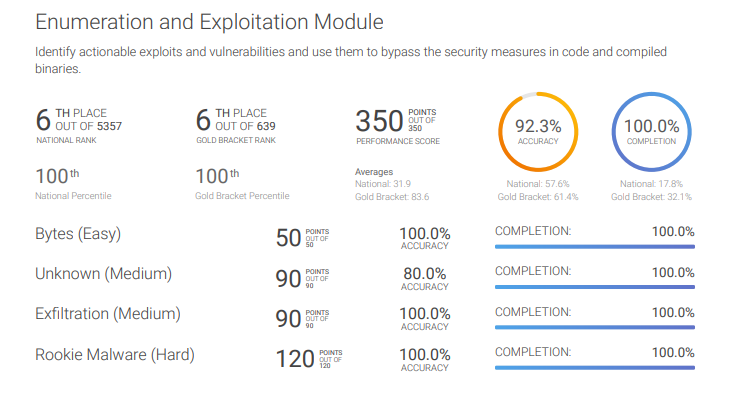 Enumeration and Exploitation Module
Identify actionable exploits and vulnerabilities and use them to bypass the security measures in code and compiled
binaries.
6 TH PLACE
OUT OF 5357
NATIONAL RANK
6 TH PLACE
OUT OF 639
GOLD BRACKET RANK
350 POINTS
OUT OF
350
PERFORMANCE SCORE
92.3%
ACCURACY
100.0%
COMPLETION
100th
National Percentile
100th
Gold Bracket Percentile
Averages
National: 31.9
Gold Bracket: 83.6
National: 57.6%
Gold Bracket: 61.4%
National: 17.8%
Gold Bracket: 32.1%
Bytes (Easy)
50 POINTS
OUT OF
50
100.0%
ACCURACY
COMPLETION: 100.0%
Unknown (Medium)
90 POINTS
OUT OF
90
80.0%
ACCURACY
COMPLETION: 100.0%
Exfiltration (Medium)
90 POINTS
OUT OF
90
100.0%
ACCURACY
COMPLETION: 100.0%
Rookie Malware (Hard)
120 POINTS
OUT OF
120
100.0%
ACCURACY
COMPLETION: 100.0%